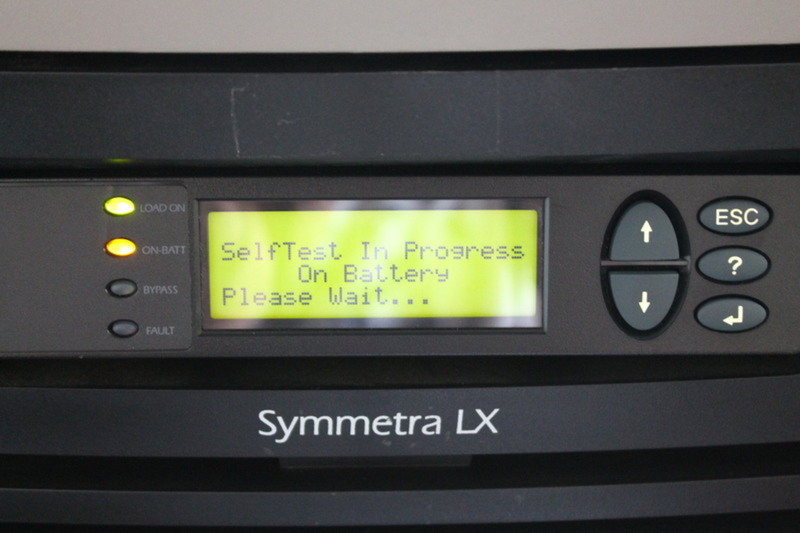 LOAD ON
ON-BATT
BYPASS
FAULT
SelfTest In Progress
On Battery
Please Wait...
ESC
?
Symmetra LX